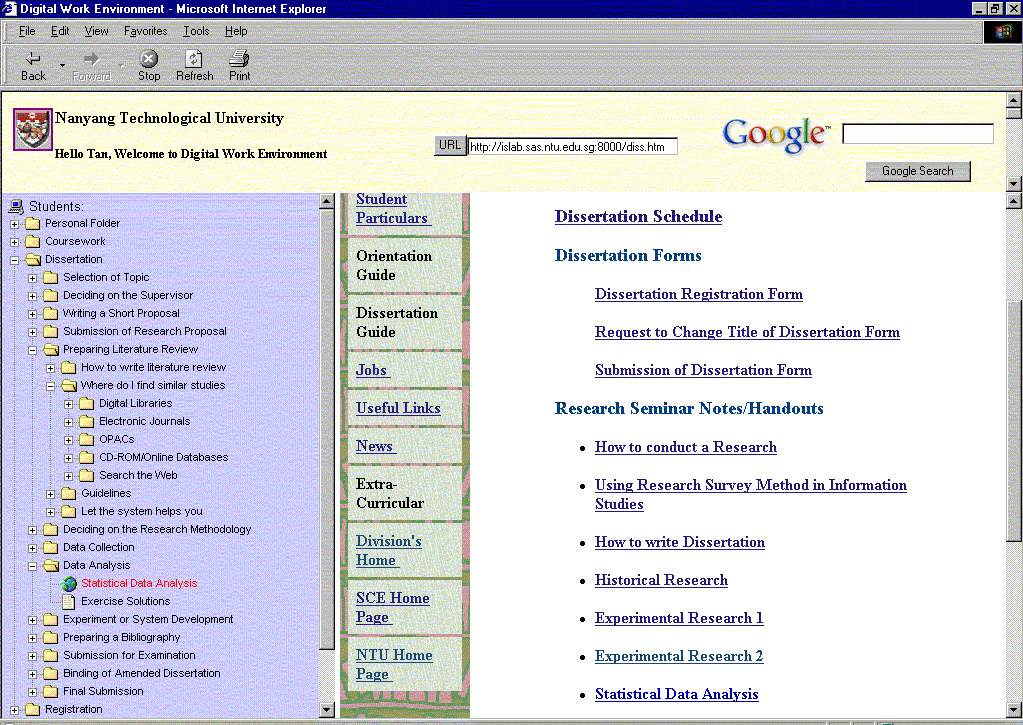 Digital Work Environment - Microsoft Internet Explorer
File Edit View Favorites Tools Help
Back Forward Stop Refresh Print
Nanyang Technological University
Hello Tan, Welcome to Digital Work Environment
URL http://islab.sas.ntu.edu.sg:8000/diss.htm
Google™
Google Search
Students:
Personal Folder
Coursework
Dissertation
Selection of Topic
Deciding on the Supervisor
Writing a Short Proposal
Submission of Research Proposal
Preparing Literature Review
How to write literature review
Where do I find similar studies
Digital Libraries
Electronic Journals
OPACs
CD-ROM/Online Databases
Search the Web
Guidelines
Let the system helps you
Deciding on the Research Methodology
Data Collection
Data Analysis
Statistical Data Analysis
Exercise Solutions
Experiment or System Development
Preparing a Bibliography
Submission for Examination
Binding of Amended Dissertation
Final Submission
Registration
Student
Particulars
Orientation
Guide
Dissertation
Guide
Jobs
Useful Links
News
Extra-
Curricular
Division's
Home
SCE Home
Page
NTU Home
Page
Dissertation Schedule
Dissertation Forms
Dissertation Registration Form
Request to Change Title of Dissertation Form
Submission of Dissertation Form
Research Seminar Notes/Handouts
• How to conduct a Research
• Using Research Survey Method in Information
Studies
• How to write Dissertation
• Historical Research
• Experimental Research 1
• Experimental Research 2
• Statistical Data Analysis